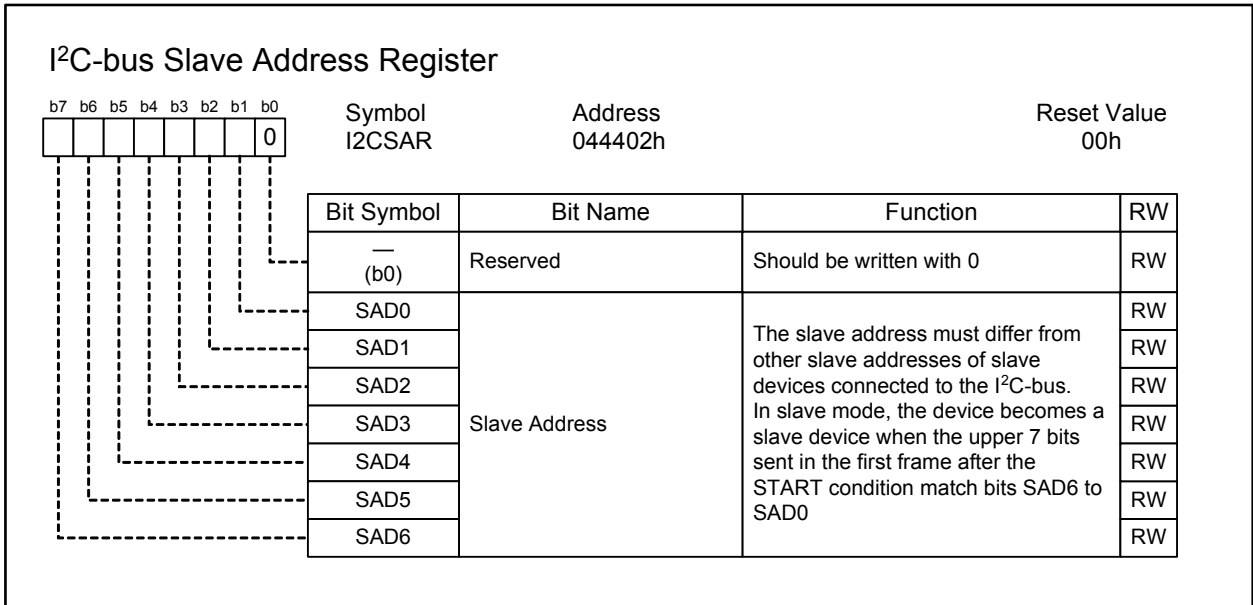 I²C-bus Slave Address Register
b7 b6 b5 b4 b3 b2 b1 b0
0
Symbol Address Reset Value
I2CSAR 044402h 00h
Bit Symbol Bit Name Function RW
—
(b0) Reserved Should be written with 0 RW
SAD0 RW
SAD1 RW
SAD2 RW
SAD3 RW
SAD4 RW
SAD5 RW
SAD6 RW
Slave Address
The slave address must differ from
other slave addresses of slave
devices connected to the I²C-bus.
In slave mode, the device becomes a
slave device when the upper 7 bits
sent in the first frame after the
START condition match bits SAD6 to
SAD0